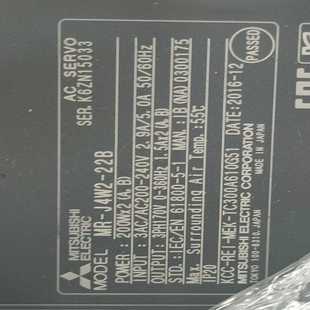 AC SERVO
SER.K6ZN15033
MITSUBISHI
ELECTRIC
MODEL MR-J4W2-22B
POWER : 200W×2 (A, B)
INPUT : 3AC/AC200-240V 2.9A/5.0A 50/60Hz
OUTPUT: 3PH170V 0-360Hz 1.5A×2 (A, B)
STD.: IEC/EN 61800-5-1 MAN.: IB(NA)0300175
Max. Surrounding Air Temp.: 55℃
IP20
KCC-REI-MEK-TC300A610G51 DATE: 2016-12
MITSUBISHI ELECTRIC CORPORATION
TOKYO 100-8310, JAPAN MADE IN JAPAN
PASSED